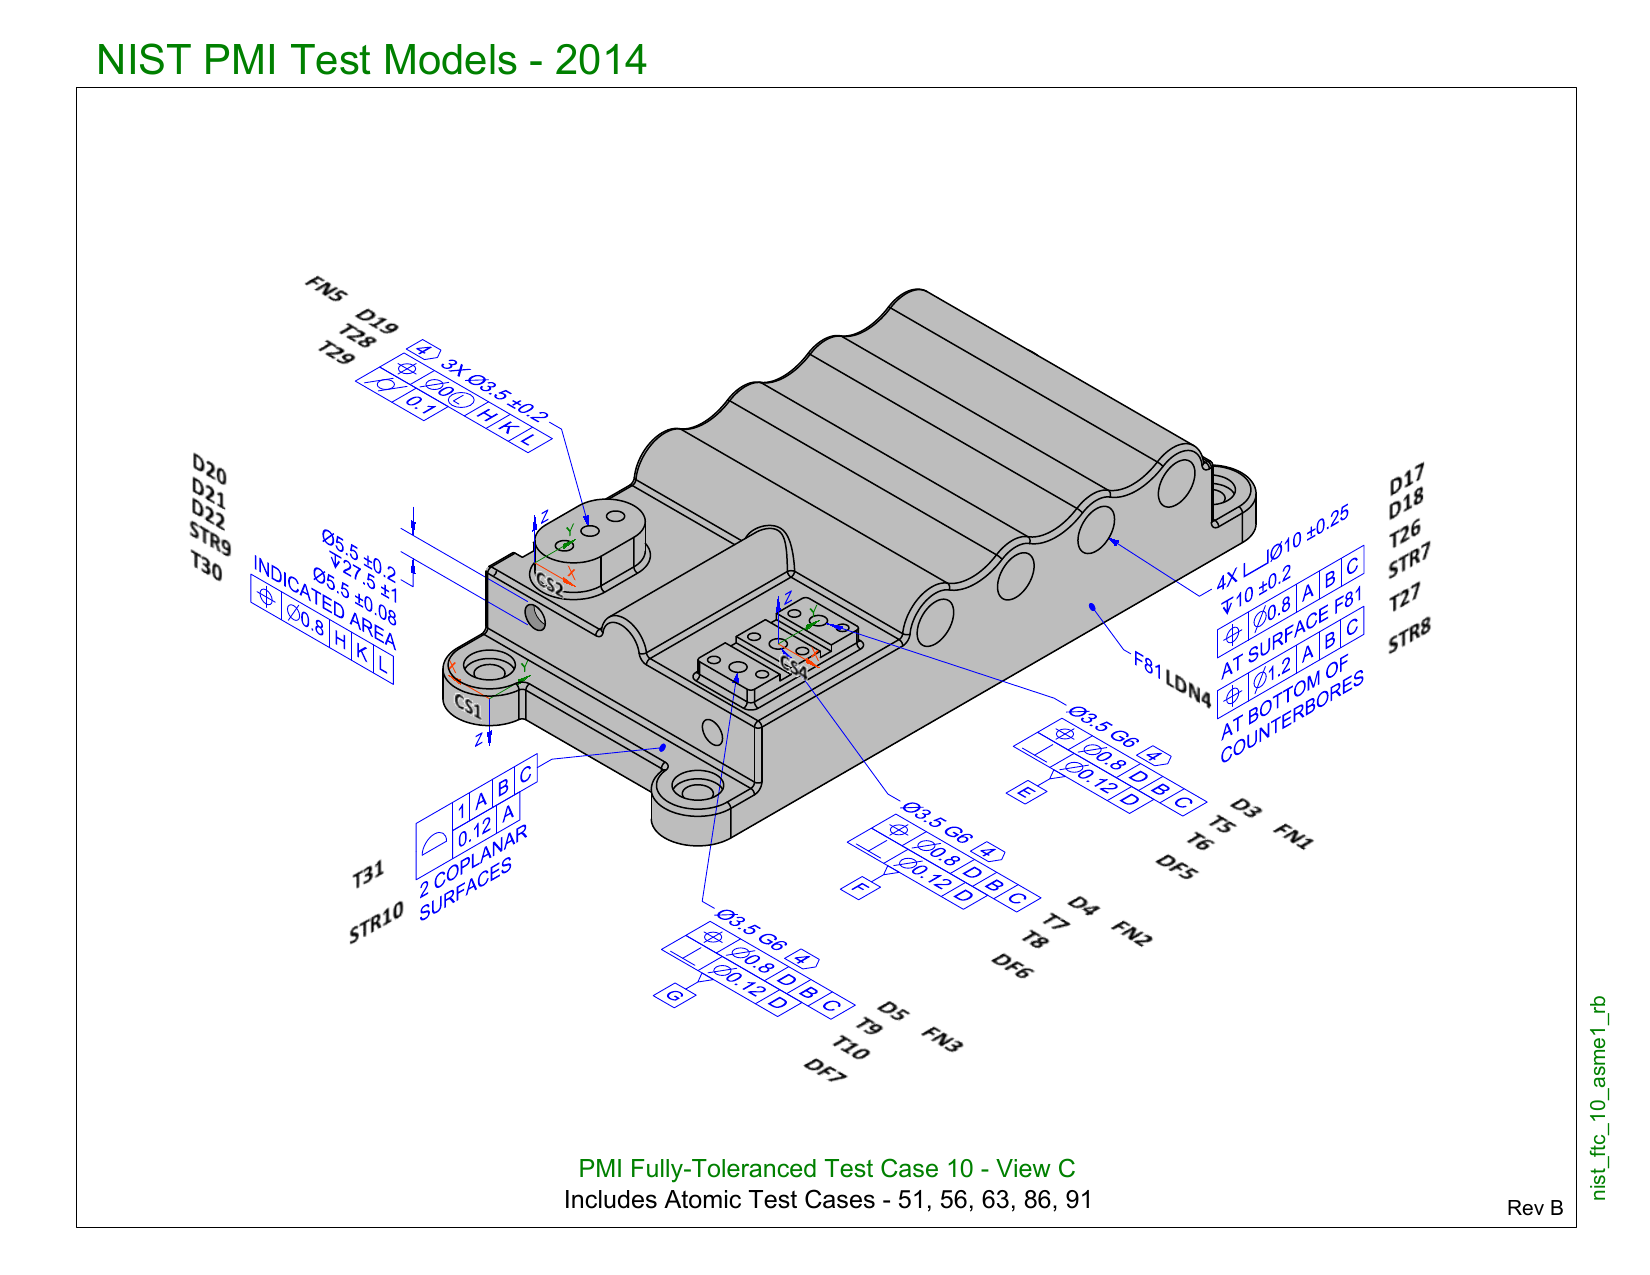 NIST PMI Test Models - 2014
FN5
D19
T28
T29
4 3X Ø3.5 ±0.2
⌖ Ø0Ⓛ H K L
⌭ 0.1
D20
D21
D22
STR9
T30
Ø5.5 ±0.2
↧27.5 ±1
Ø5.5 ±0.08
INDICATED AREA
⌖ Ø0.8 H K L
Z
Y
X
CS2
Z
Y
X
CS4
X
Y
CS1
Z
4X ⌴Ø10 ±0.25
↧10 ±0.2
⌖ Ø0.8 A B C
AT SURFACE F81
⌖ Ø1.2 A B C
AT BOTTOM OF
COUNTERBORES
D17
D18
T26
STR7
T27
STR8
F81
LDN4
Ø3.5 G6 4
⌖ Ø0.8 D B C
⟂ Ø0.12 D
E
D3 FN1
T5
T6
DF5
Ø3.5 G6 4
⌖ Ø0.8 D B C
⟂ Ø0.12 D
F
D4 FN2
T7
T8
DF6
Ø3.5 G6 4
⌖ Ø0.8 D B C
⟂ Ø0.12 D
G
D5 FN3
T9
T10
DF7
⌓ 1 A B C
0.12 A
2 COPLANAR
SURFACES
T31
STR10
PMI Fully-Toleranced Test Case 10 - View C
Includes Atomic Test Cases - 51, 56, 63, 86, 91
Rev B
nist_ftc_10_asme1_rb